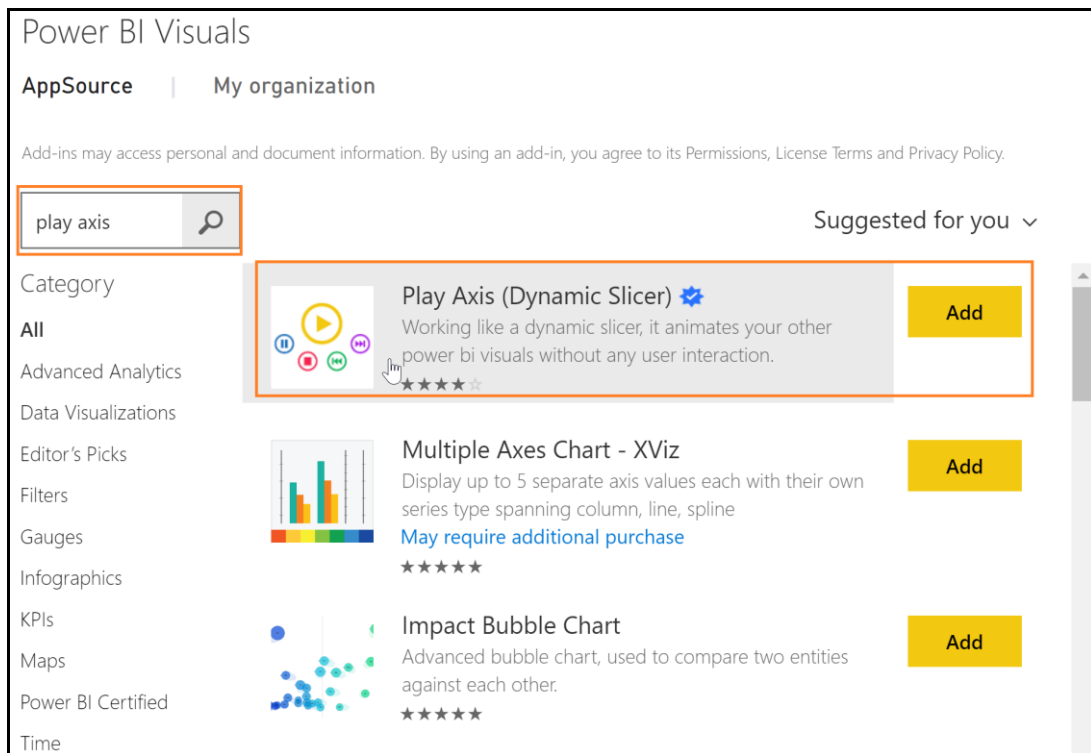 Power BI Visuals
AppSource | My organization
Add-ins may access personal and document information. By using an add-in, you agree to its Permissions, License Terms and Privacy Policy.
play axis
Suggested for you
Category
All
Advanced Analytics
Data Visualizations
Editor's Picks
Filters
Gauges
Infographics
KPIs
Maps
Power BI Certified
Time
Play Axis (Dynamic Slicer)
Working like a dynamic slicer, it animates your other
power bi visuals without any user interaction.
Add
Multiple Axes Chart - XViz
Display up to 5 separate axis values each with their own
series type spanning column, line, spline
May require additional purchase
Add
Impact Bubble Chart
Advanced bubble chart, used to compare two entities
against each other.
Add